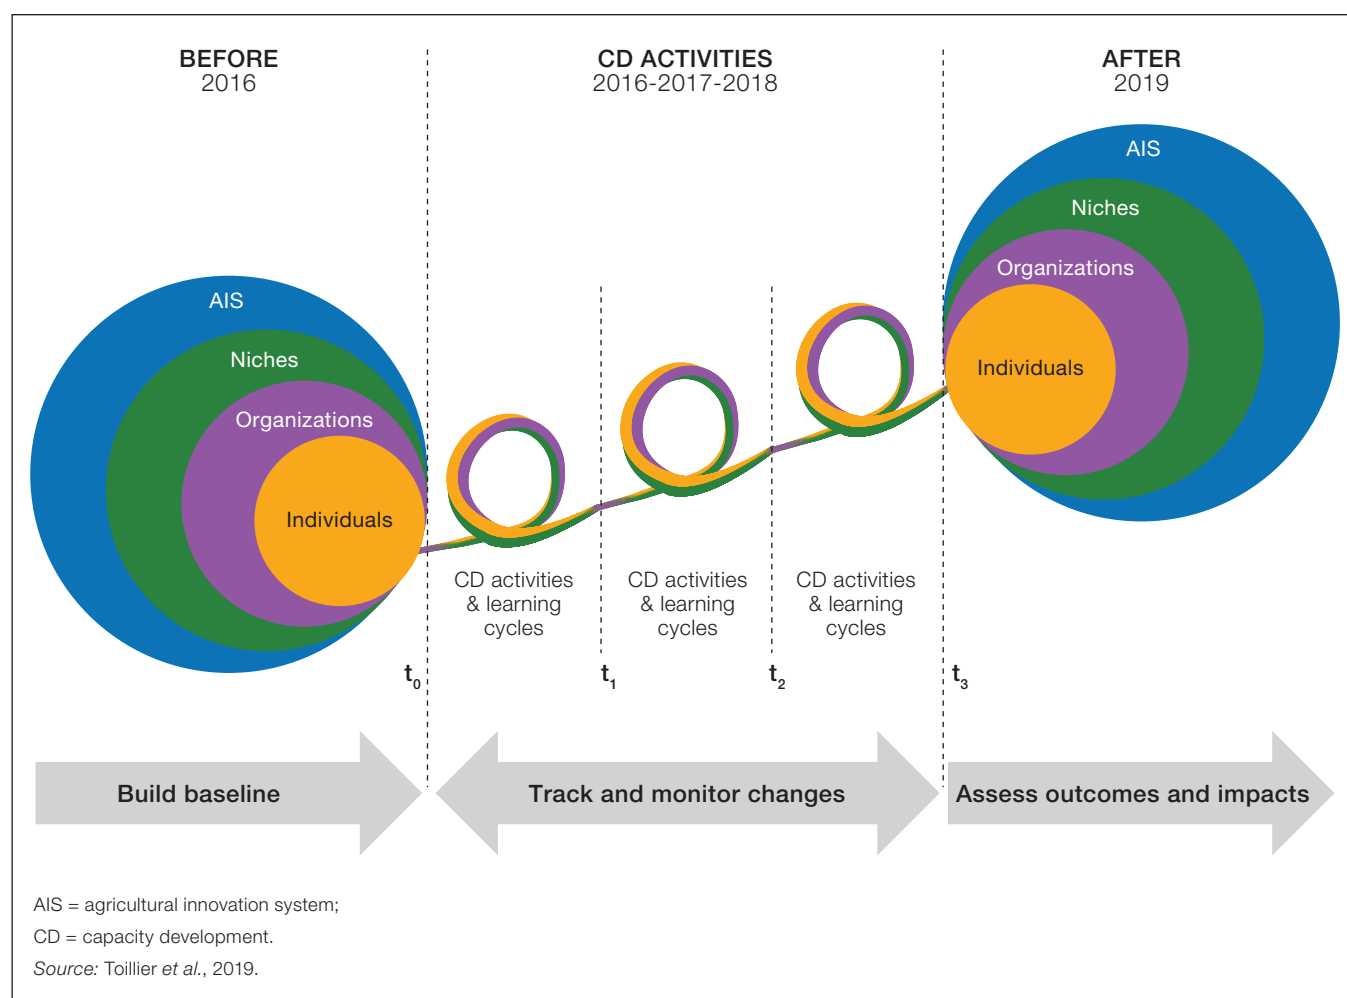 BEFORE
2016
CD ACTIVITIES
2016-2017-2018
AFTER
2019
AIS
Niches
Organizations
Individuals
AIS
Niches
Organizations
Individuals
CD activities
& learning
cycles
CD activities
& learning
cycles
CD activities
& learning
cycles
t0
t1
t2
t3
Build baseline
Track and monitor changes
Assess outcomes and impacts
AIS = agricultural innovation system;
CD = capacity development.
Source: Toillier et al., 2019.